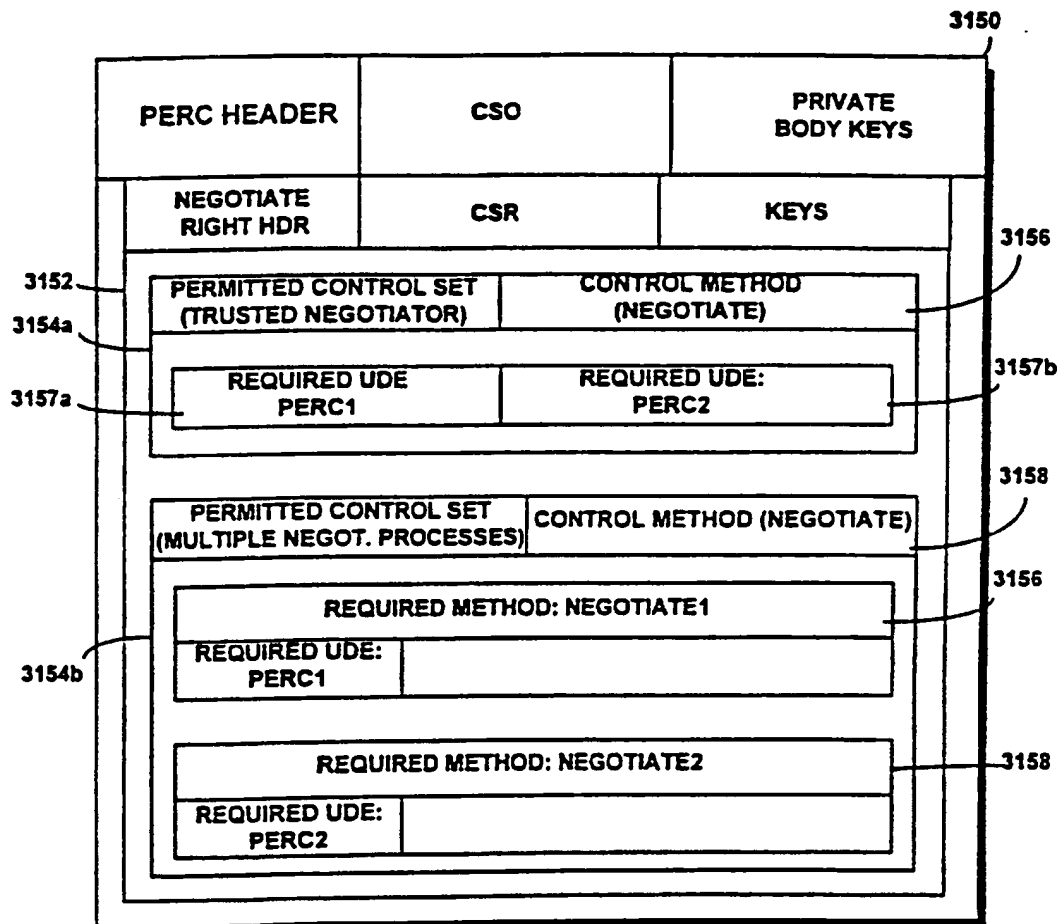 3150
PERC HEADER
CSO
PRIVATE
BODY KEYS
NEGOTIATE
RIGHT HDR
CSR
KEYS
3156
3152
PERMITTED CONTROL SET
(TRUSTED NEGOTIATOR)
CONTROL METHOD
(NEGOTIATE)
3154a
3157a
REQUIRED UDE
PERC1
REQUIRED UDE:
PERC2
3157b
3158
PERMITTED CONTROL SET
(MULTIPLE NEGOT. PROCESSES)
CONTROL METHOD (NEGOTIATE)
3156
REQUIRED METHOD: NEGOTIATE1
3154b
REQUIRED UDE:
PERC1
REQUIRED METHOD: NEGOTIATE2
3158
REQUIRED UDE:
PERC2